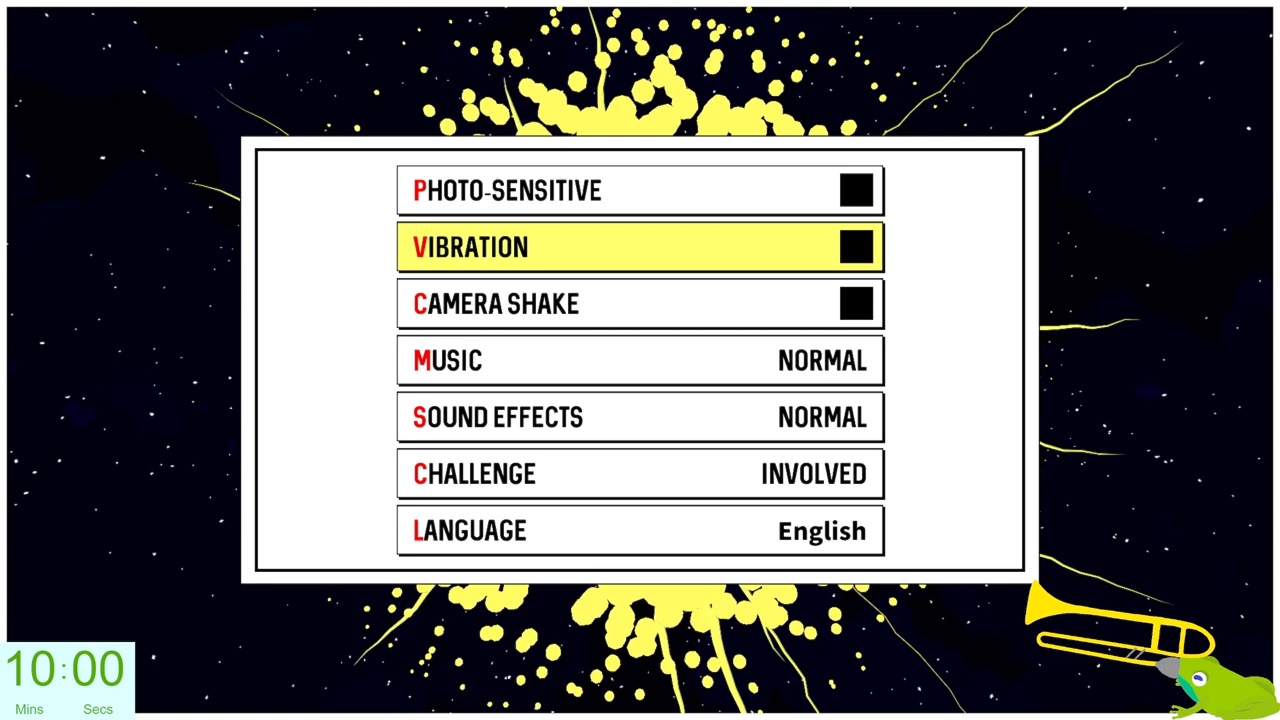 PHOTO-SENSITIVE
VIBRATION
CAMERA SHAKE
MUSIC NORMAL
SOUND EFFECTS NORMAL
CHALLENGE INVOLVED
LANGUAGE English
10:00
Mins Secs